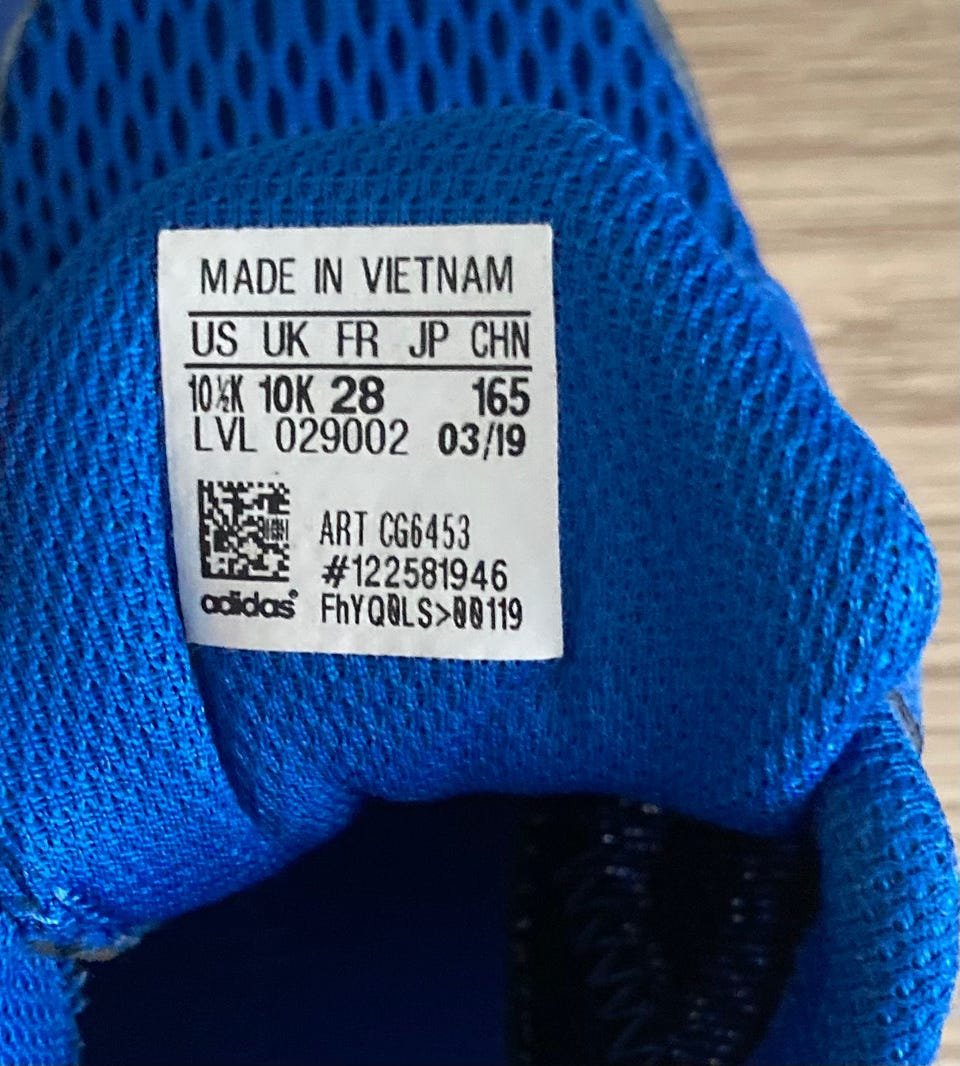 MADE IN VIETNAM
US UK FR JP CHN
10½K 10K 28 165
LVL 029002 03/19
ART CG6453
#122581946
adidas® FhYQ0LS>00119